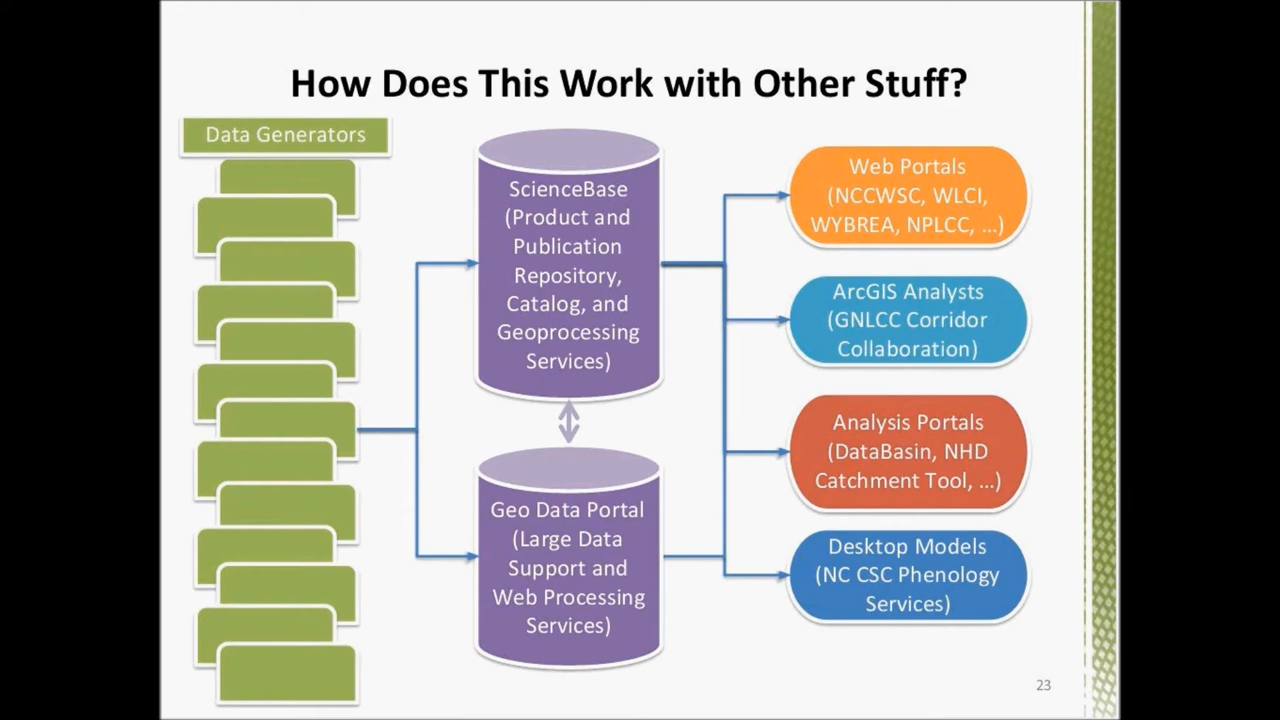 How Does This Work with Other Stuff?
Data Generators
ScienceBase
(Product and
Publication
Repository,
Catalog, and
Geoprocessing
Services)
Geo Data Portal
(Large Data
Support and
Web Processing
Services)
Web Portals
(NCCWSC, WLCI,
WYBREA, NPLCC, ...)
ArcGIS Analysts
(GNLCC Corridor
Collaboration)
Analysis Portals
(DataBasin, NHD
Catchment Tool, ...)
Desktop Models
(NC CSC Phenology
Services)
23